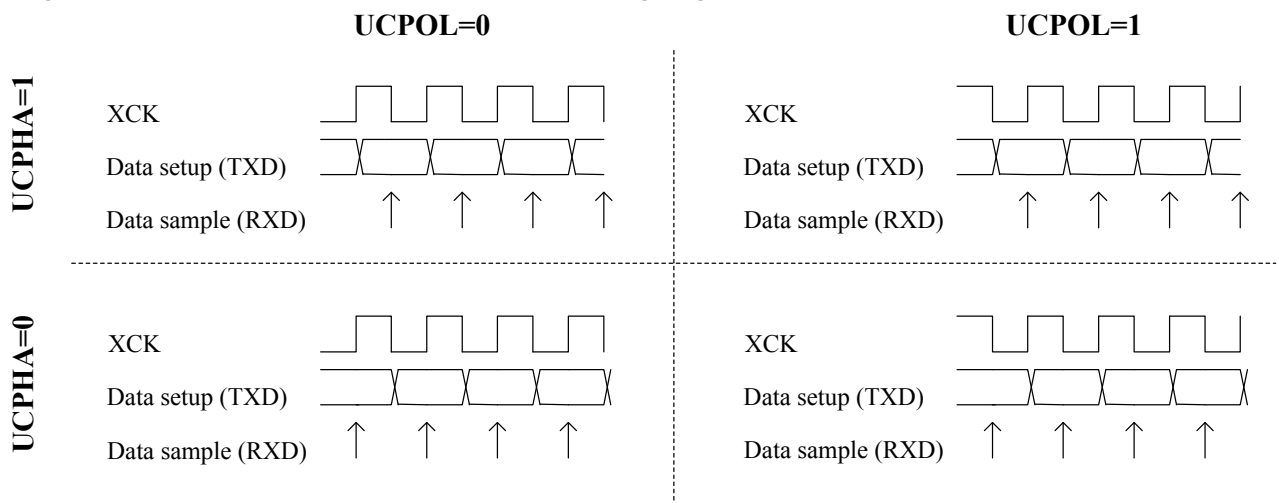 UCPOL=0
UCPOL=1
UCPHA=1
XCK
Data setup (TXD)
Data sample (RXD)
XCK
Data setup (TXD)
Data sample (RXD)
UCPHA=0
XCK
Data setup (TXD)
Data sample (RXD)
XCK
Data setup (TXD)
Data sample (RXD)